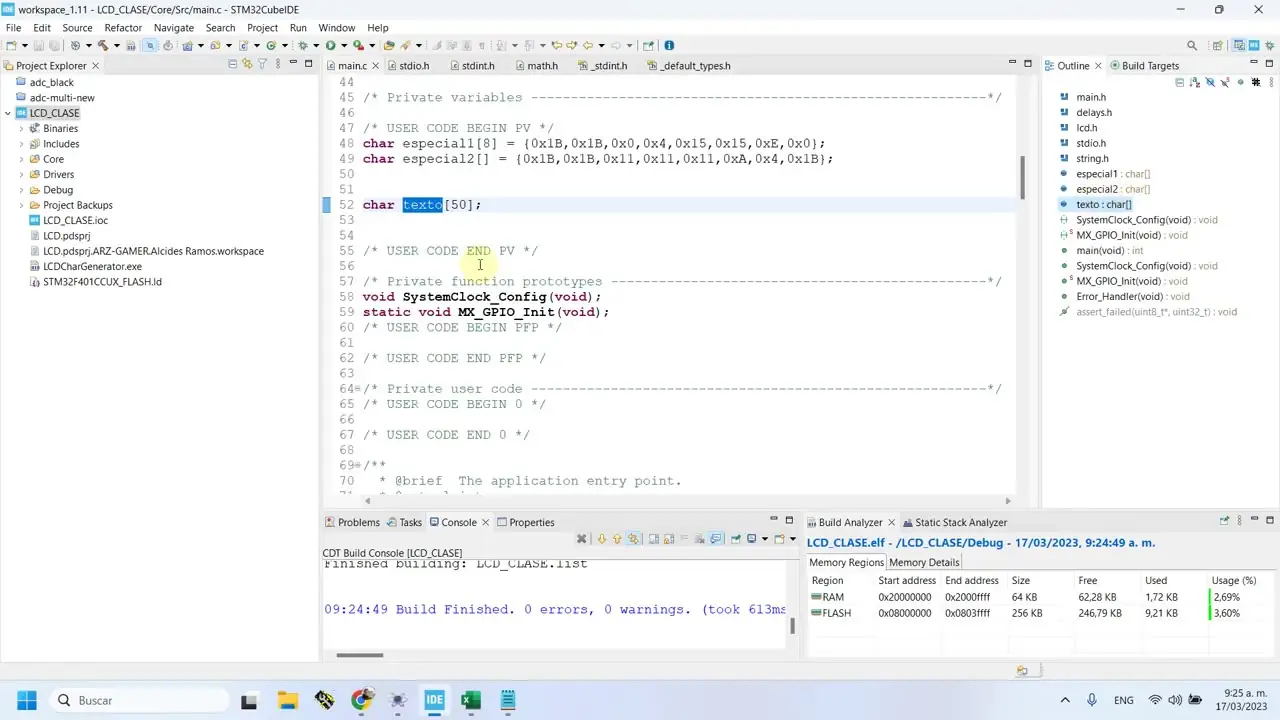 workspace_1.11 - LCD_CLASE/Core/Src/main.c - STM32CubeIDE
File Edit Source Refactor Navigate Search Project Run Window Help
Project Explorer
adc_black
adc-multi-new
LCD_CLASE
Binaries
Includes
Core
Drivers
Debug
Project Backups
LCD_CLASE.ioc
LCD.pdsprj
LCD.pdsprj.ARZ-GAMER.Alcides Ramos.workspace
LCDCharGenerator.exe
STM32F401CCUX_FLASH.ld
main.c stdio.h stdint.h math.h _stdint.h _default_types.h
44
45 /* Private variables ---------------------------------------------------------*/
46
47 /* USER CODE BEGIN PV */
48 char especial1[8] = {0x1B,0x1B,0x0,0x4,0x15,0x15,0xE,0x0};
49 char especial2[] = {0x1B,0x1B,0x11,0x11,0x11,0xA,0x4,0x1B};
50
51
52 char texto[50];
53
54
55 /* USER CODE END PV */
56
57 /* Private function prototypes -----------------------------------------------*/
58 void SystemClock_Config(void);
59 static void MX_GPIO_Init(void);
60 /* USER CODE BEGIN PFP */
61
62 /* USER CODE END PFP */
63
64 /* Private user code ---------------------------------------------------------*/
65 /* USER CODE BEGIN 0 */
66
67 /* USER CODE END 0 */
68
69 /**
70 * @brief The application entry point.
Outline Build Targets
main.h
delays.h
lcd.h
stdio.h
string.h
especial1 : char[]
especial2 : char[]
texto : char[]
SystemClock_Config(void) : void
MX_GPIO_Init(void) : void
main(void) : int
SystemClock_Config(void) : void
MX_GPIO_Init(void) : void
Error_Handler(void) : void
assert_failed(uint8_t*, uint32_t) : void
Problems Tasks Console Properties
CDT Build Console [LCD_CLASE]
Finished building: LCD_CLASE.list
09:24:49 Build Finished. 0 errors, 0 warnings. (took 613ms
Build Analyzer Static Stack Analyzer
LCD_CLASE.elf - /LCD_CLASE/Debug - 17/03/2023, 9:24:49 a. m.
Memory Regions Memory Details
Region Start address End address Size Free Used Usage (%)
RAM 0x20000000 0x2000ffff 64 KB 62,28 KB 1,72 KB 2,69%
FLASH 0x08000000 0x0803ffff 256 KB 246,79 KB 9,21 KB 3,60%
Buscar
IDE
ENG
9:25 a. m.
17/03/2023